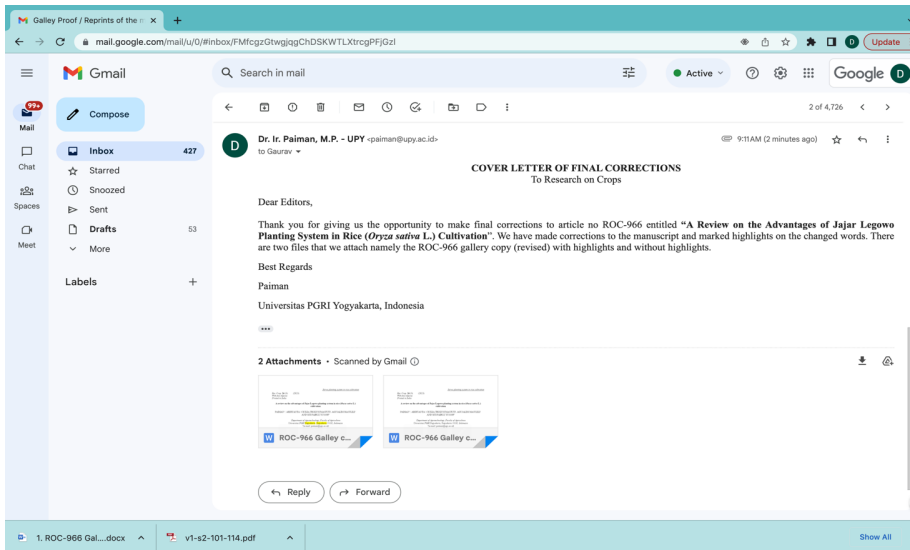 Galley Proof / Reprints of the m
mail.google.com/mail/u/0/#inbox/FMfcgzGtwgjqgChDSKWTLXtrcgPFjGzl
Update
Gmail
Search in mail
Active
Google
D
99+
Mail
Chat
Spaces
Meet
Compose
Inbox 427
Starred
Snoozed
Sent
Drafts 53
More
Labels
2 of 4,726
D
Dr. Ir. Paiman, M.P. - UPY <paiman@upy.ac.id>
9:11 AM (2 minutes ago)
to Gaurav
COVER LETTER OF FINAL CORRECTIONS
To Research on Crops
Dear Editors,
Thank you for giving us the opportunity to make final corrections to article no ROC-966 entitled “A Review on the Advantages of Jajar Legowo
Planting System in Rice (Oryza sativa L.) Cultivation”. We have made corrections to the manuscript and marked highlights on the changed words. There
are two files that we attach namely the ROC-966 gallery copy (revised) with highlights and without highlights.
Best Regards
Paiman
Universitas PGRI Yogyakarta, Indonesia
2 Attachments • Scanned by Gmail
W ROC-966 Galley c...
W ROC-966 Galley c...
Reply
Forward
1. ROC-966 Gal....docx
v1-s2-101-114.pdf
Show All